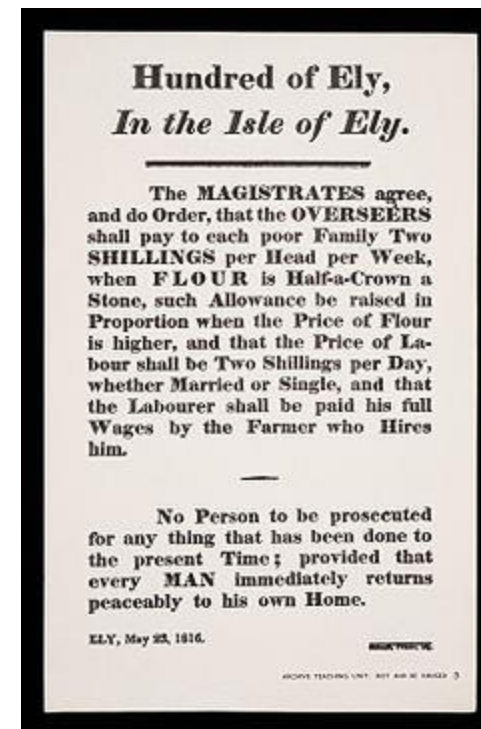 Hundred of Ely,
In the Isle of Ely.
The MAGISTRATES agree,
and do Order, that the OVERSEERS
shall pay to each poor Family Two
SHILLINGS per Head per Week,
when FLOUR is Half-a-Crown a
Stone, such Allowance be raised in
Proportion when the Price of Flour
is higher, and that the Price of La-
bour shall be Two Shillings per Day,
whether Married or Single, and that
the Labourer shall be paid his full
Wages by the Farmer who Hires
him.
No Person to be prosecuted
for any thing that has been done to
the present Time; provided that
every MAN immediately returns
peaceably to his own Home.
ELY, May 23, 1816.
ARCHIVE TEACHING UNIT